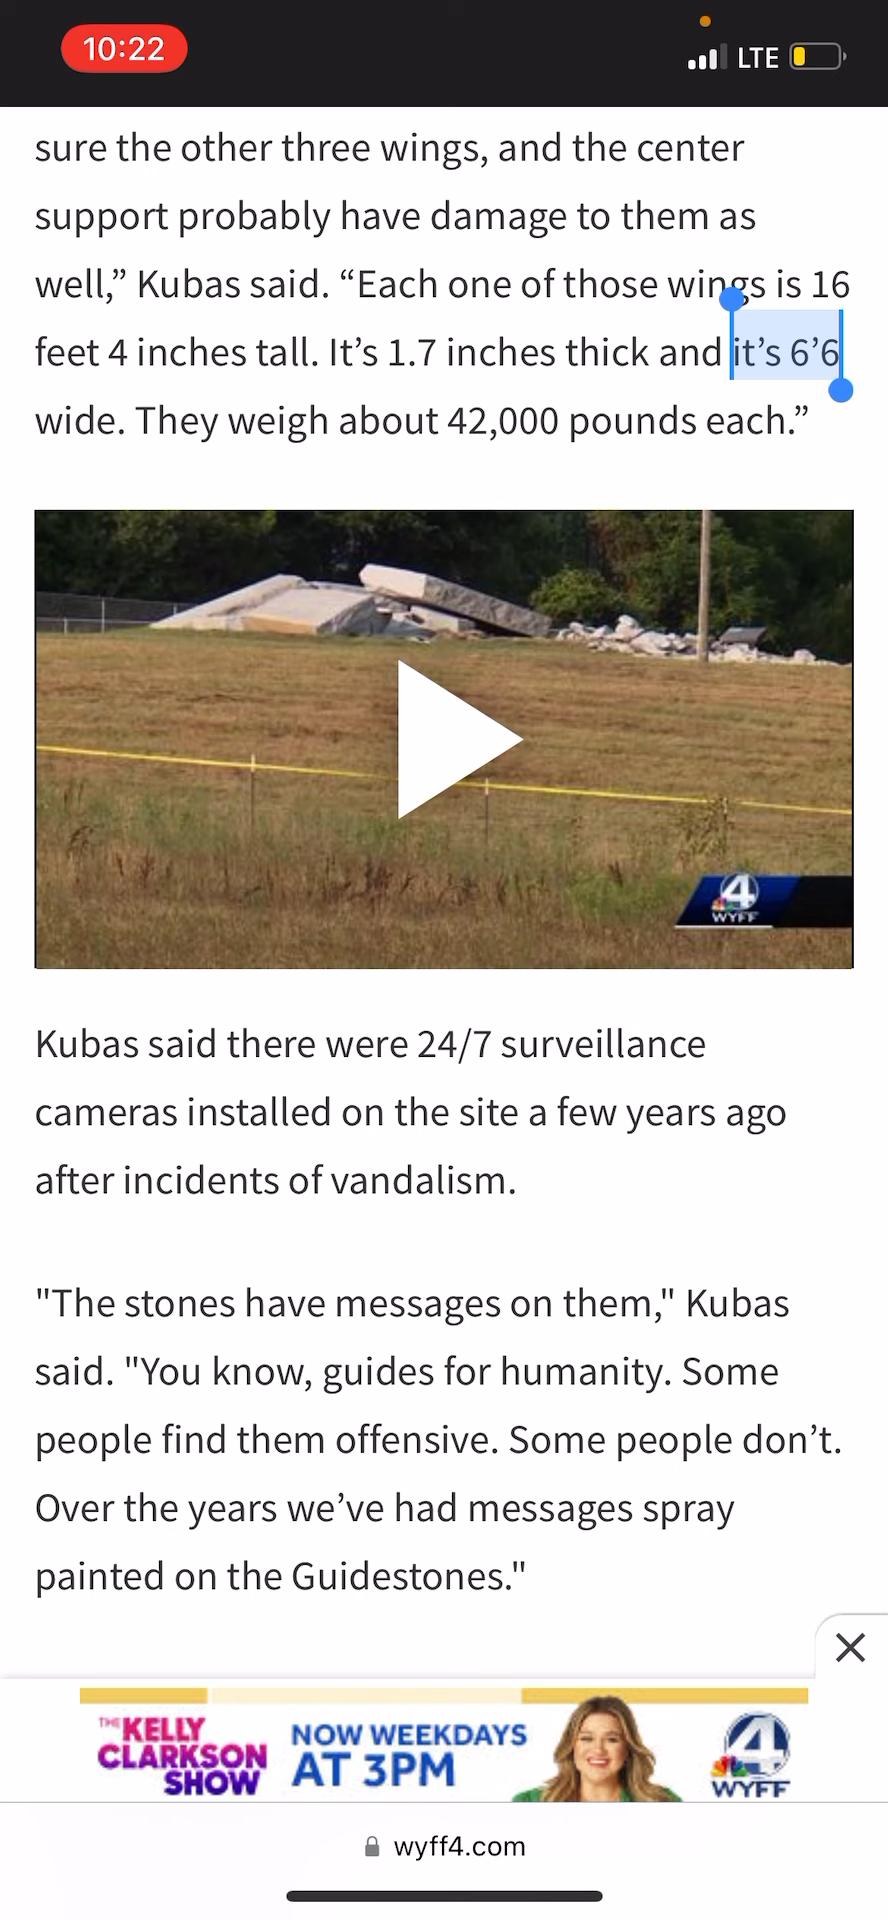 10:22
LTE
sure the other three wings, and the center
support probably have damage to them as
well,” Kubas said. “Each one of those wings is 16
feet 4 inches tall. It’s 1.7 inches thick and it’s 6’6
wide. They weigh about 42,000 pounds each.”
4
WYFF
Kubas said there were 24/7 surveillance
cameras installed on the site a few years ago
after incidents of vandalism.
"The stones have messages on them," Kubas
said. "You know, guides for humanity. Some
people find them offensive. Some people don’t.
Over the years we’ve had messages spray
painted on the Guidestones."
THE KELLY
CLARKSON
SHOW
NOW WEEKDAYS
AT 3PM
4
WYFF
wyff4.com